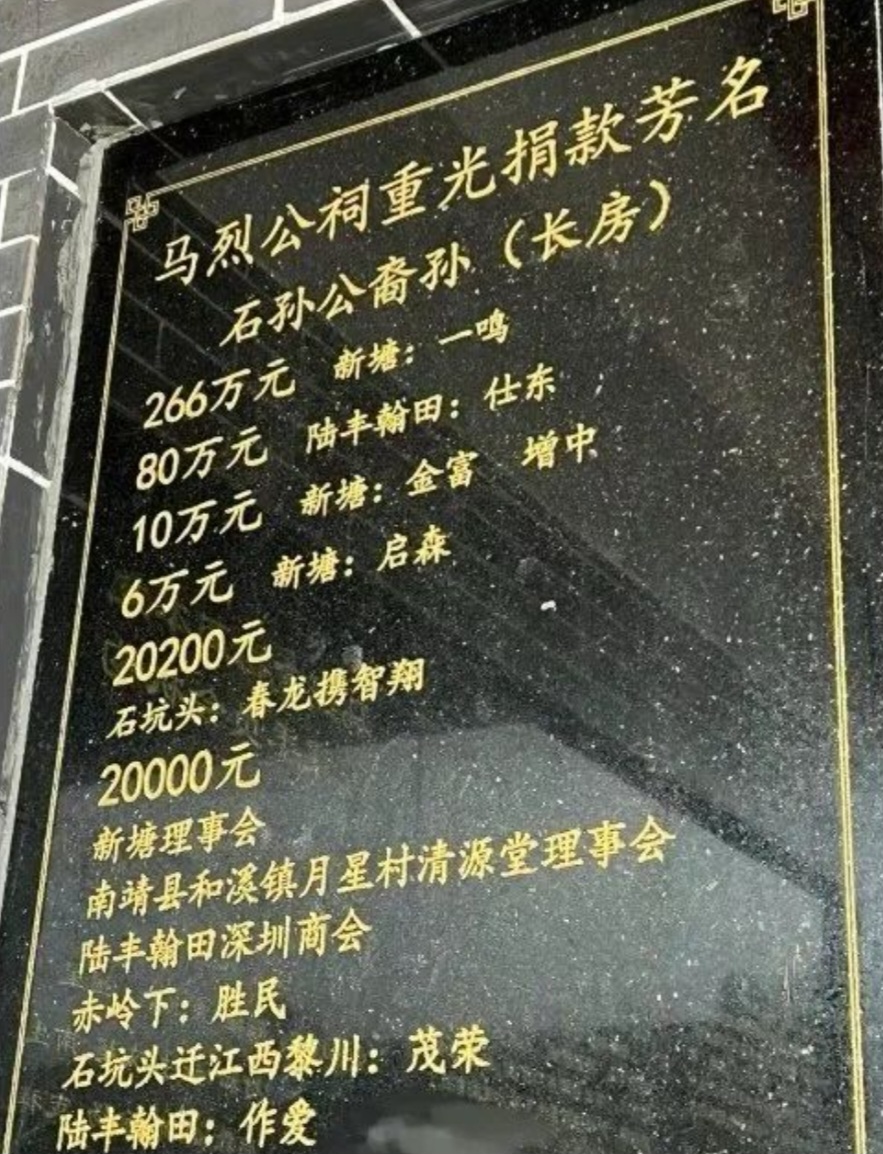 马烈公祠重光捐款芳名
石孙公裔孙（长房）
266万元 新塘：一鸣
80万元 陆丰翰田：仕东
10万元 新塘：金富 增中
6万元 新塘：启森
20200元
石坑头：春龙携智翔
20000元
新塘理事会
南靖县和溪镇月星村清源堂理事会
陆丰翰田深圳商会
赤岭下：胜民
石坑头迁江西黎川：茂荣
陆丰翰田：作爱